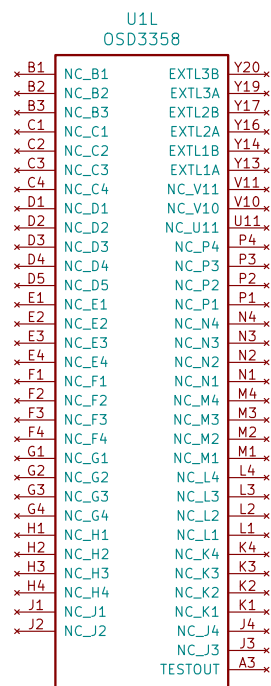 U1L
OSD3358
B1 NC_B1 EXTL3B Y20
B2 NC_B2 EXTL3A Y19
B3 NC_B3 EXTL2B Y17
C1 NC_C1 EXTL2A Y16
C2 NC_C2 EXTL1B Y14
C3 NC_C3 EXTL1A Y13
C4 NC_C4 NC_V11 V11
D1 NC_D1 NC_V10 V10
D2 NC_D2 NC_U11 U11
D3 NC_D3 NC_P4 P4
D4 NC_D4 NC_P3 P3
D5 NC_D5 NC_P2 P2
E1 NC_E1 NC_P1 P1
E2 NC_E2 NC_N4 N4
E3 NC_E3 NC_N3 N3
E4 NC_E4 NC_N2 N2
F1 NC_F1 NC_N1 N1
F2 NC_F2 NC_M4 M4
F3 NC_F3 NC_M3 M3
F4 NC_F4 NC_M2 M2
G1 NC_G1 NC_M1 M1
G2 NC_G2 NC_L4 L4
G3 NC_G3 NC_L3 L3
G4 NC_G4 NC_L2 L2
H1 NC_H1 NC_L1 L1
H2 NC_H2 NC_K4 K4
H3 NC_H3 NC_K3 K3
H4 NC_H4 NC_K2 K2
J1 NC_J1 NC_K1 K1
J2 NC_J2 NC_J4 J4
NC_J3 J3
TESTOUT A3